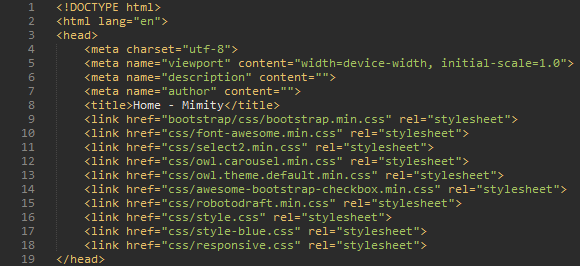 1 <!DOCTYPE html>
2 <html lang="en">
3 <head>
4 <meta charset="utf-8">
5 <meta name="viewport" content="width=device-width, initial-scale=1.0">
6 <meta name="description" content="">
7 <meta name="author" content="">
8 <title>Home - Mimity</title>
9 <link href="bootstrap/css/bootstrap.min.css" rel="stylesheet">
10 <link href="css/font-awesome.min.css" rel="stylesheet">
11 <link href="css/select2.min.css" rel="stylesheet">
12 <link href="css/owl.carousel.min.css" rel="stylesheet">
13 <link href="css/owl.theme.default.min.css" rel="stylesheet">
14 <link href="css/awesome-bootstrap-checkbox.min.css" rel="stylesheet">
15 <link href="css/robotodraft.min.css" rel="stylesheet">
16 <link href="css/style.css" rel="stylesheet">
17 <link href="css/style-blue.css" rel="stylesheet">
18 <link href="css/responsive.css" rel="stylesheet">
19 </head>